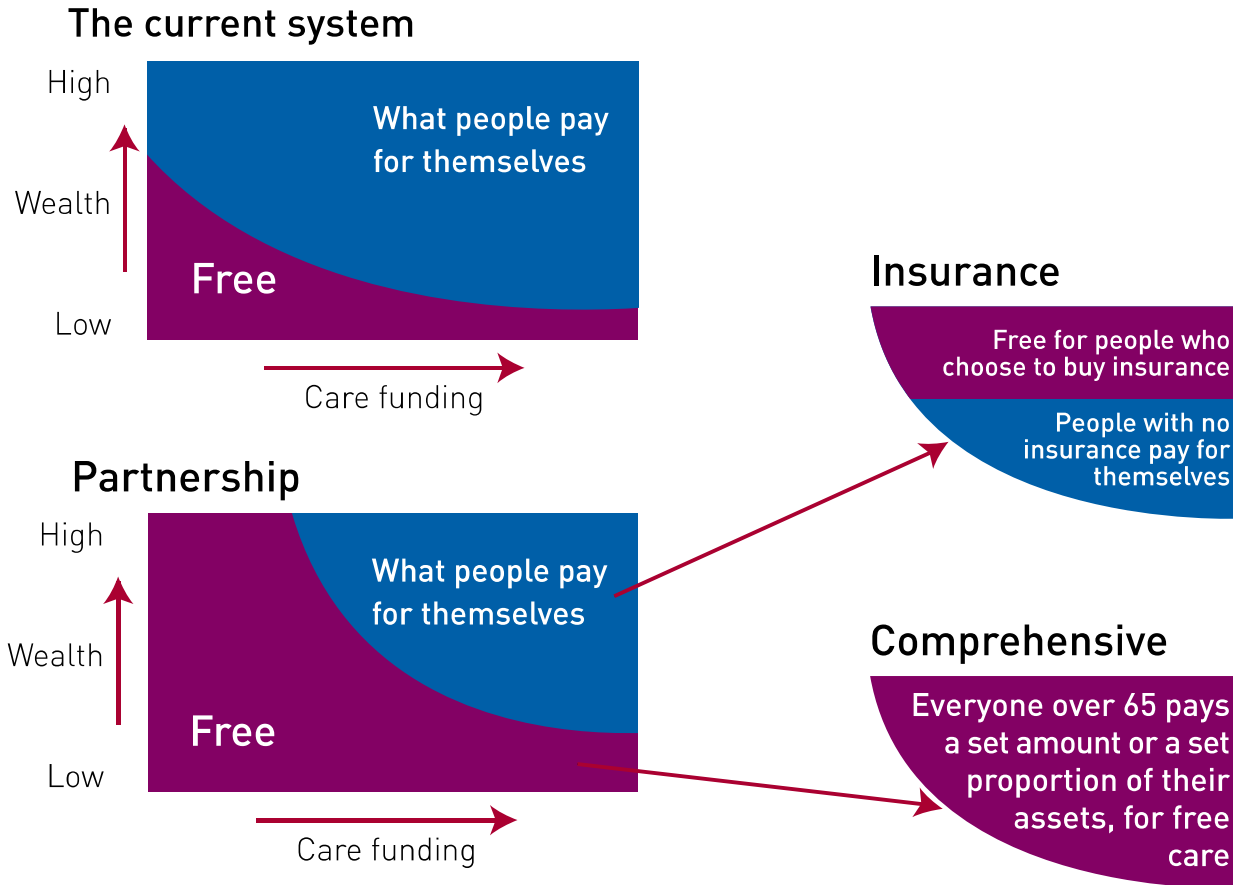 The current system
High
Wealth
Low
What people pay
for themselves
Free
Care funding
Partnership
High
Wealth
Low
What people pay
for themselves
Free
Care funding
Insurance
Free for people who
choose to buy insurance
People with no
insurance pay for
themselves
Comprehensive
Everyone over 65 pays
a set amount or a set
proportion of their
assets, for free
care